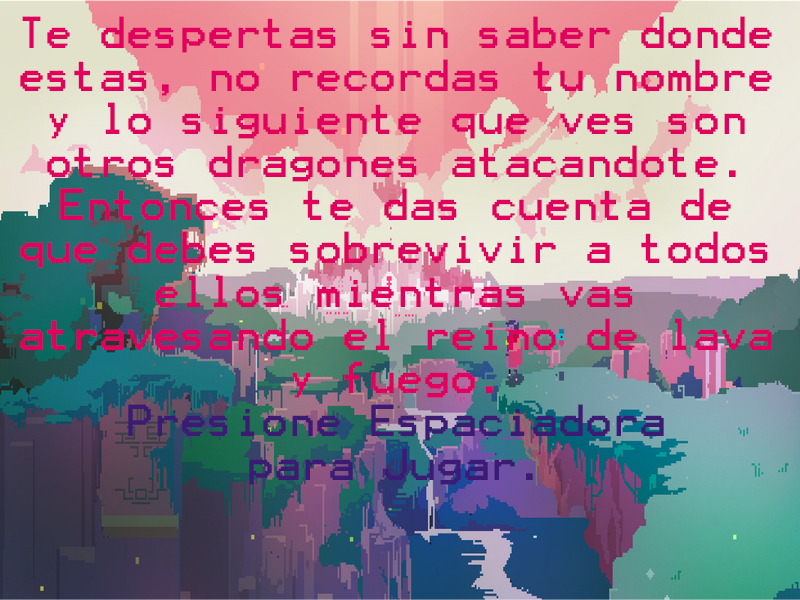 Te despertas sin saber donde
estas, no recordas tu nombre
y lo siguiente que ves son
otros dragones atacandote.
Entonces te das cuenta de
que debes sobrevivir a todos
ellos mientras vas
atravesando el reino de lava
y fuego.
Presione Espaciadora
para Jugar.